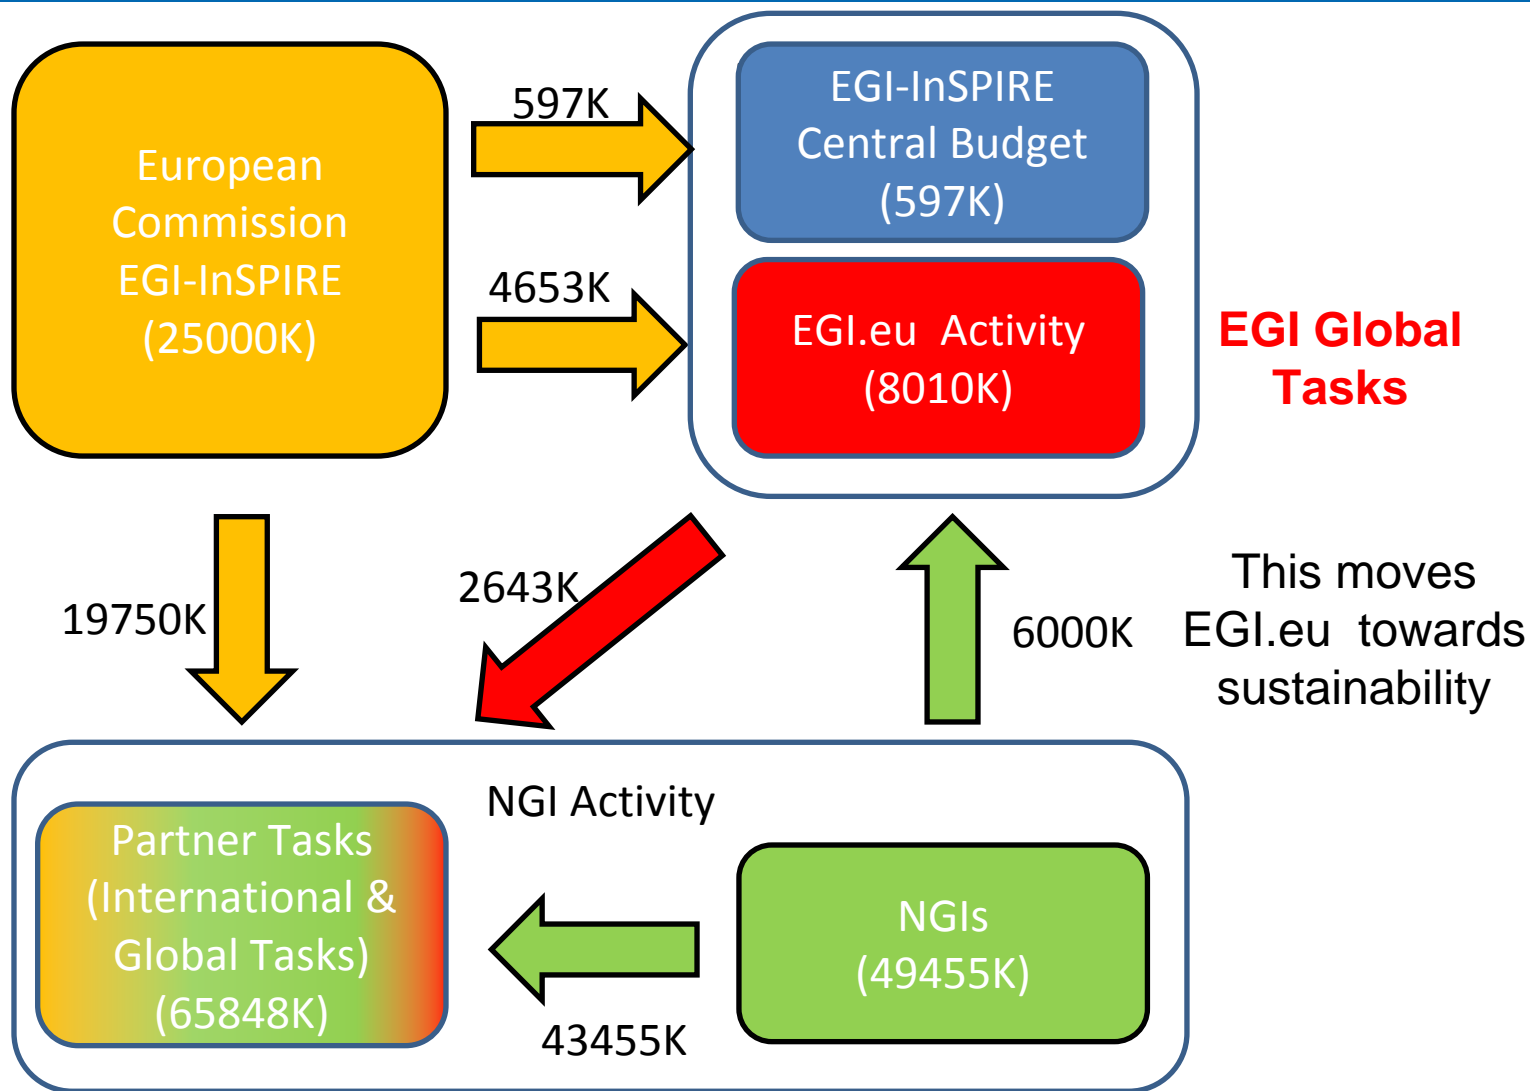 European
Commission
EGI-InSPIRE
(25000K)
597K
4653K
EGI-InSPIRE
Central Budget
(597K)
EGI.eu  Activity
(8010K)
EGI Global
Tasks
19750K
2643K
6000K
This moves
EGI.eu  towards
sustainability
NGI Activity
Partner Tasks
(International &
Global Tasks)
(65848K)
43455K
NGIs
(49455K)